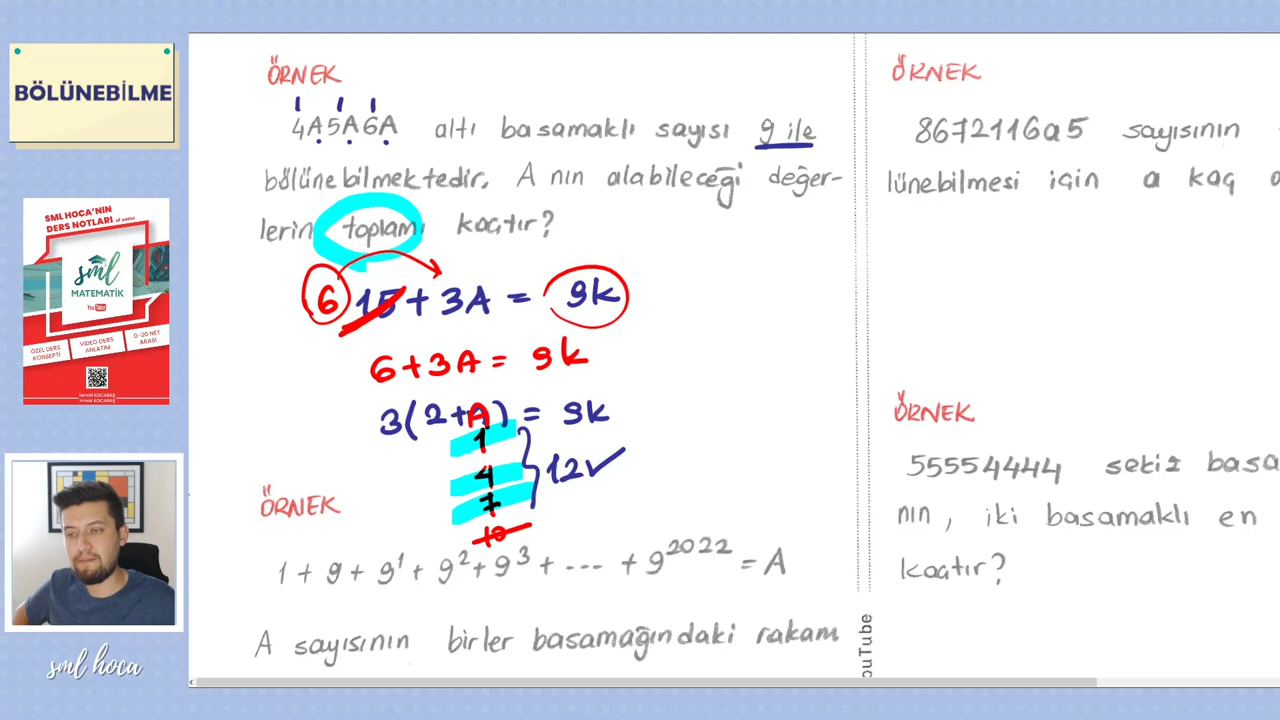 BÖLÜNEBİLME
SML HOCA'NIN
DERS NOTLARI
sml
MATEMATİK
YouTube
ÖZEL DERS
KONSEPTİ
VİDEO DERS
ANLATIM
0-20 NET
ARASI
sml hoca
ÖRNEK
4A5A6A altı basamaklı sayısı 9 ile
bölünebilmektedir. A nın alabileceği değer-
lerin toplamı kaçtır?
6 15 + 3A = 9k
6+3A = 9k
3(2+A) = 9k
1
4
7
10
12✓
ÖRNEK
1 + 9 + 9¹ + 9² + 9³ + ... + 9²⁰²² = A
A sayısının birler basamağındaki rakam
ÖRNEK
8672116a5 sayısının
lünebilmesi için a kaç
ÖRNEK
55554444 sekiz basa
nın, iki basamaklı en
kaçtır?
ouTube